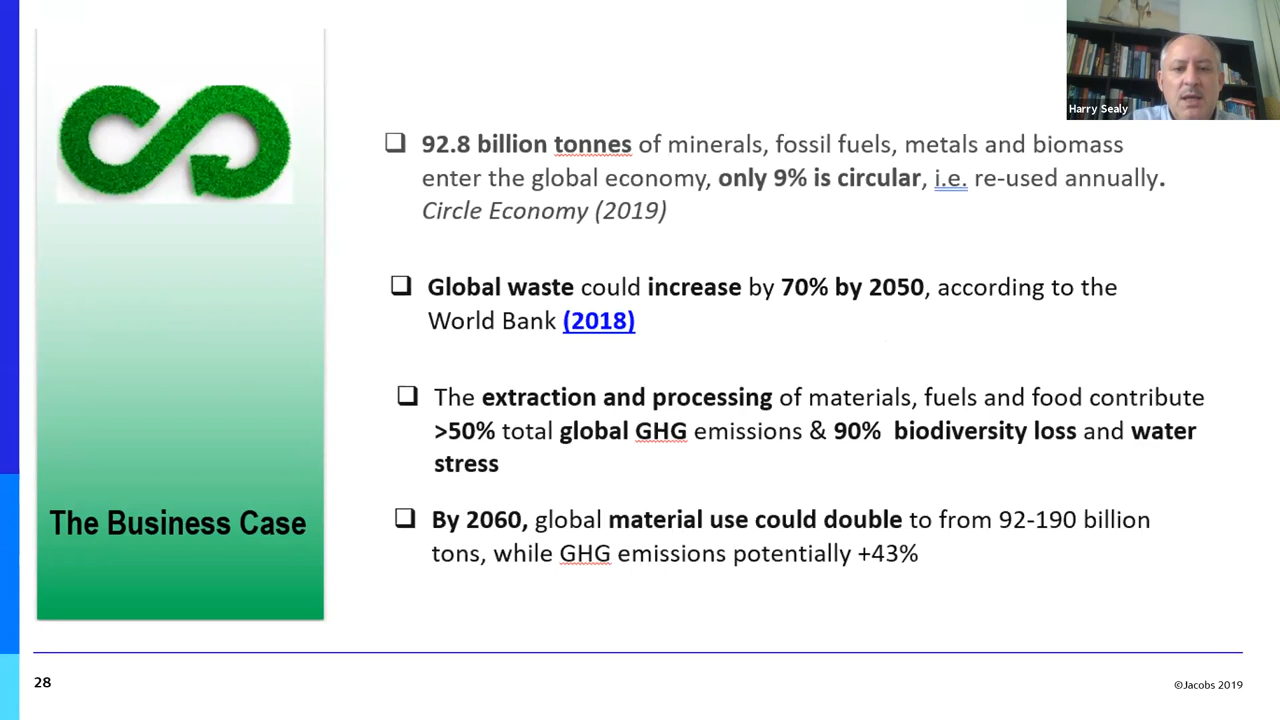 Harry Sealy
❑ 92.8 billion tonnes of minerals, fossil fuels, metals and biomass
enter the global economy, only 9% is circular, i.e. re-used annually.
Circle Economy (2019)
❑ Global waste could increase by 70% by 2050, according to the
World Bank (2018)
❑ The extraction and processing of materials, fuels and food contribute
>50% total global GHG emissions & 90%  biodiversity loss and water
stress
The Business Case
❑ By 2060, global material use could double to from 92-190 billion
tons, while GHG emissions potentially +43%
28
©Jacobs 2019